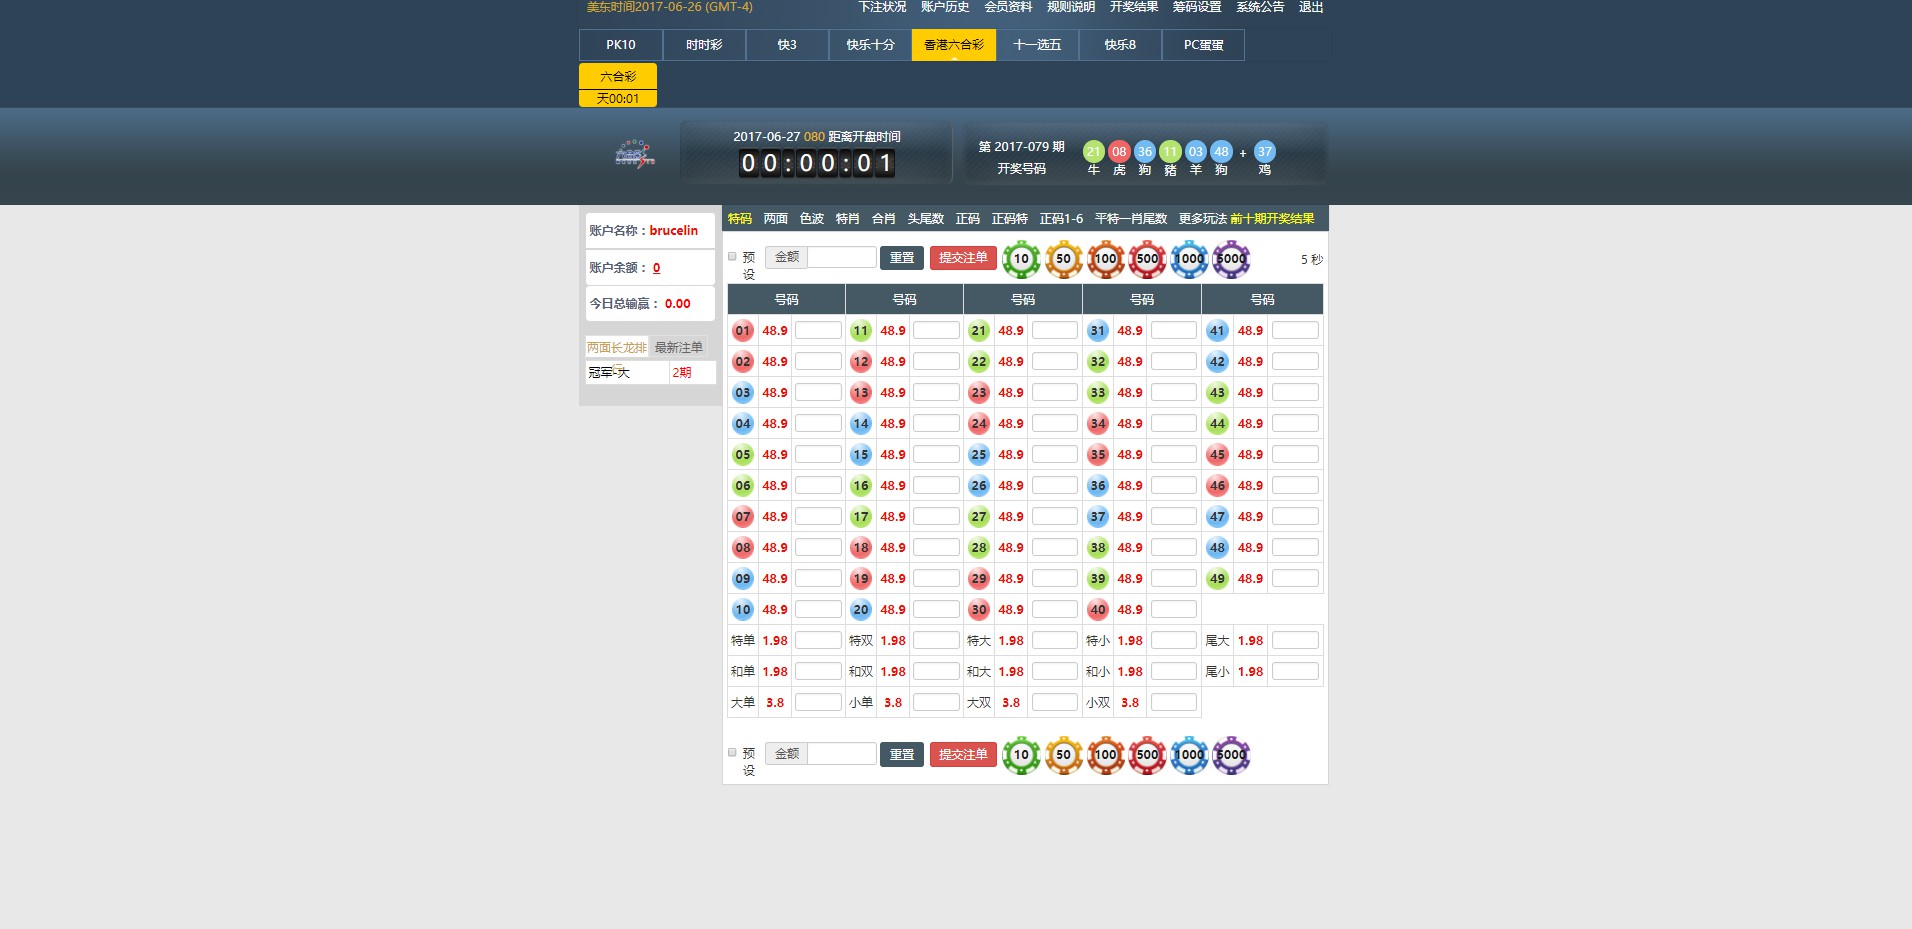 美东时间2017-06-26 (GMT-4) 下注状况 账户历史 会员资料 规则说明 开奖结果 筹码设置 系统公告 退出
PK10 时时彩 快3 快乐十分 香港六合彩 十一选五 快乐8 PC蛋蛋
六合彩
天00:01
2017-06-27 080 距离开盘时间
00:00:01
第 2017-079 期
开奖号码
21 08 36 11 03 48 + 37
牛 虎 狗 豬 羊 狗 鸡
账户名称：brucelin
账户余额： 0
今日总输赢： 0.00
两面长龙排 最新注单
冠军-大 2期
特码 两面 色波 特肖 合肖 头尾数 正码 正码特 正码1-6 平特一肖尾数 更多玩法 前十期开奖结果
预设 金额 重置 提交注单 10 50 100 500 1000 5000 5 秒
号码 号码 号码 号码 号码
01 48.9 11 48.9 21 48.9 31 48.9 41 48.9
02 48.9 12 48.9 22 48.9 32 48.9 42 48.9
03 48.9 13 48.9 23 48.9 33 48.9 43 48.9
04 48.9 14 48.9 24 48.9 34 48.9 44 48.9
05 48.9 15 48.9 25 48.9 35 48.9 45 48.9
06 48.9 16 48.9 26 48.9 36 48.9 46 48.9
07 48.9 17 48.9 27 48.9 37 48.9 47 48.9
08 48.9 18 48.9 28 48.9 38 48.9 48 48.9
09 48.9 19 48.9 29 48.9 39 48.9 49 48.9
10 48.9 20 48.9 30 48.9 40 48.9
特单 1.98 特双 1.98 特大 1.98 特小 1.98 尾大 1.98
和单 1.98 和双 1.98 和大 1.98 和小 1.98 尾小 1.98
大单 3.8 小单 3.8 大双 3.8 小双 3.8
预设 金额 重置 提交注单 10 50 100 500 1000 5000